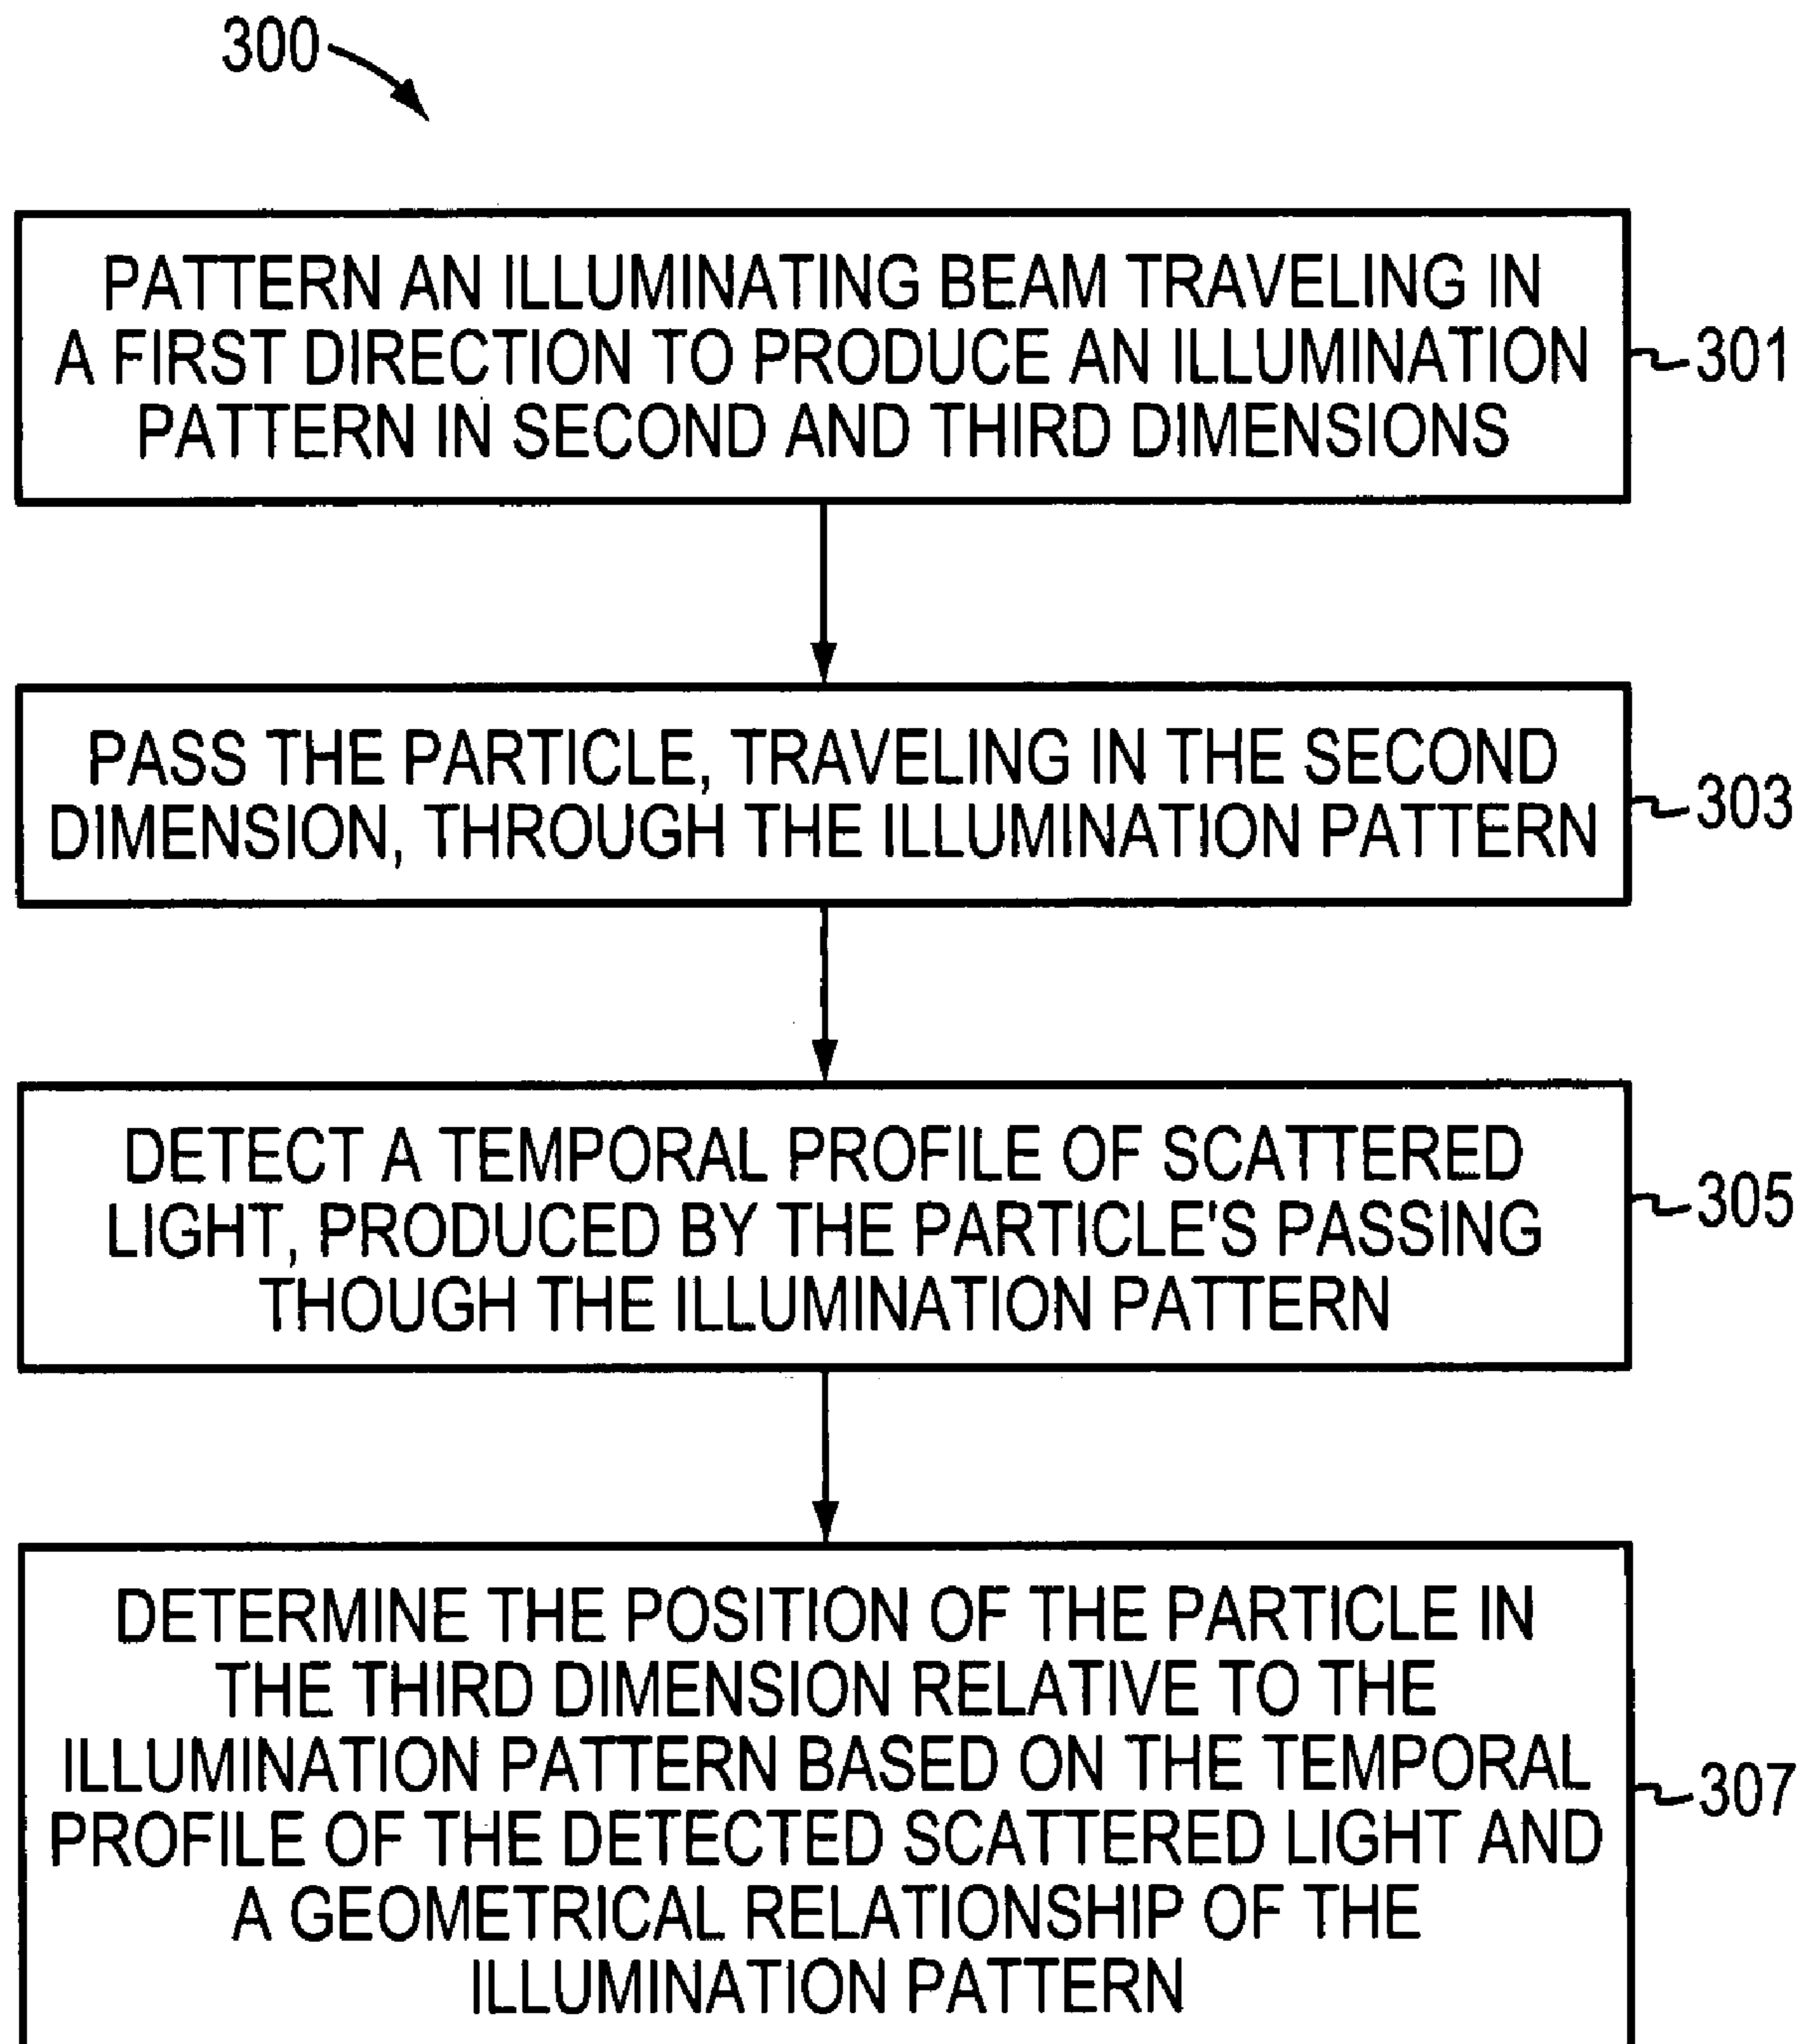 300
PATTERN AN ILLUMINATING BEAM TRAVELING IN
A FIRST DIRECTION TO PRODUCE AN ILLUMINATION
PATTERN IN SECOND AND THIRD DIMENSIONS
301
PASS THE PARTICLE, TRAVELING IN THE SECOND
DIMENSION, THROUGH THE ILLUMINATION PATTERN
303
DETECT A TEMPORAL PROFILE OF SCATTERED
LIGHT, PRODUCED BY THE PARTICLE'S PASSING
THOUGH THE ILLUMINATION PATTERN
305
DETERMINE THE POSITION OF THE PARTICLE IN
THE THIRD DIMENSION RELATIVE TO THE
ILLUMINATION PATTERN BASED ON THE TEMPORAL
PROFILE OF THE DETECTED SCATTERED LIGHT AND
A GEOMETRICAL RELATIONSHIP OF THE
ILLUMINATION PATTERN
307